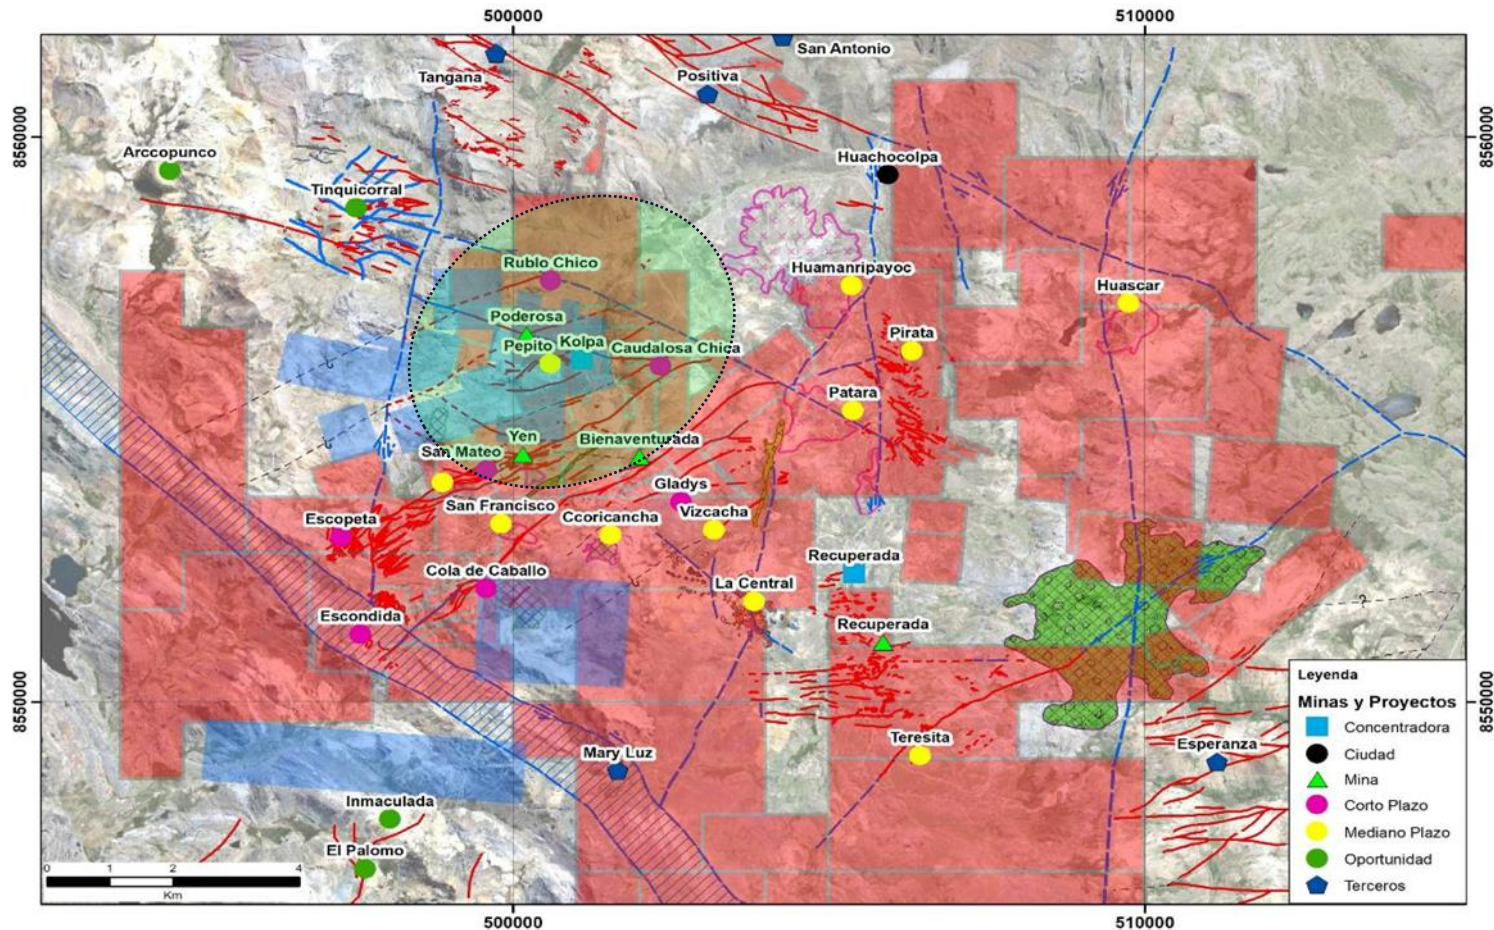 500000
510000
8560000
8560000
San Antonio
Tangana
Positiva
Arccopunco
Huachocolpa
Tinquicorral
Rublo Chico
Huamanripayoc
Huascar
Poderosa
Pepito
Kolpa
Caudalosa Chica
Pirata
Patara
Yen
Bienaventurada
San Mateo
Gladys
San Francisco
Ccoricancha
Vizcacha
Escopeta
Recuperada
Cola de Caballo
La Central
?
Escondida
Recuperada
8550000
8550000
Teresita
Mary Luz
Esperanza
Inmaculada
El Palomo
0 1 2 4
Km
Leyenda
Minas y Proyectos
Concentradora
Ciudad
Mina
Corto Plazo
Mediano Plazo
Oportunidad
Terceros
500000
510000